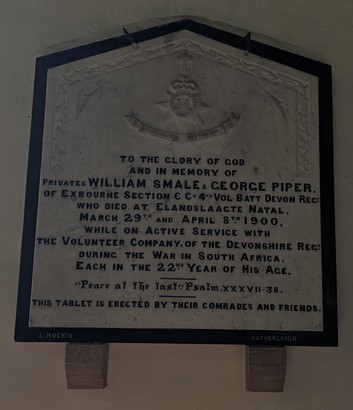 TO THE GLORY OF GOD
AND IN MEMORY OF
PRIVATES WILLIAM SMALE & GEORGE PIPER,
OF EXBOURNE SECTION C Co 4TH VOL. BATT DEVON REGT
WHO DIED AT ELANDSLAAGTE NATAL,
MARCH 29TH AND APRIL 8TH 1900,
WHILE ON ACTIVE SERVICE WITH
THE VOLUNTEER COMPANY, OF THE DEVONSHIRE REGT
DURING THE WAR IN SOUTH AFRICA,
EACH IN THE 22ND YEAR OF HIS AGE.
"Peace at the last" Psalm. XXXVII-38.
THIS TABLET IS ERECTED BY THEIR COMRADES AND FRIENDS.
HOCKIN HATHERLEIGH